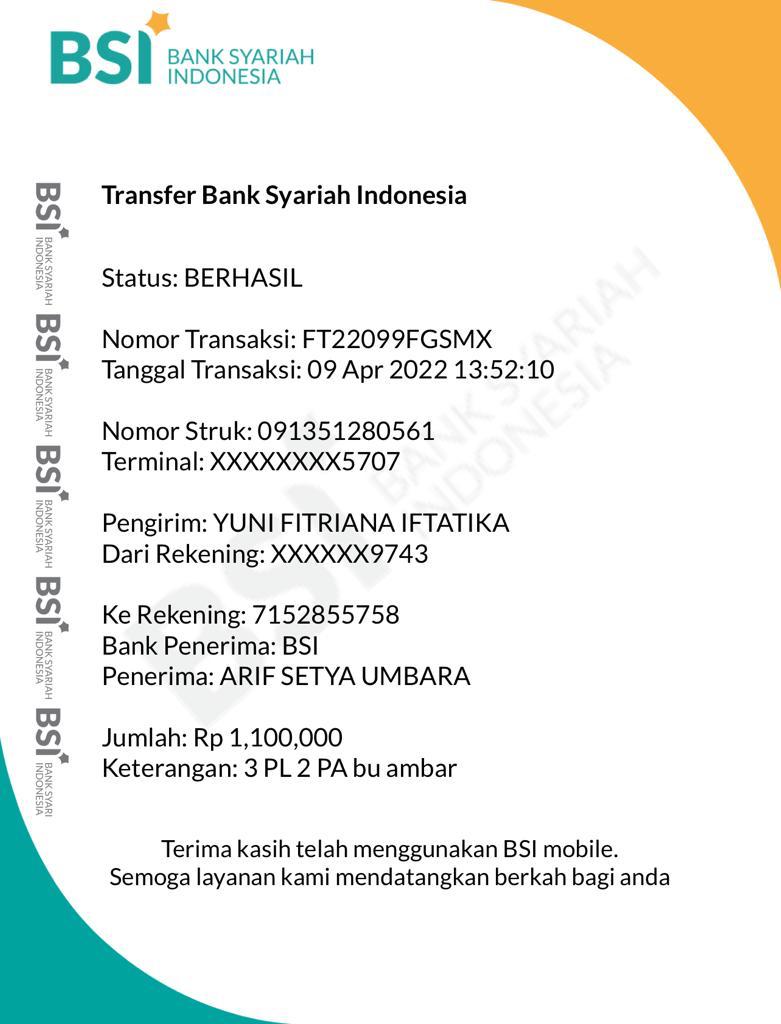 BSI BANK SYARIAH
INDONESIA
Transfer Bank Syariah Indonesia
Status: BERHASIL
Nomor Transaksi: FT22099FGSMX
Tanggal Transaksi: 09 Apr 2022 13:52:10
Nomor Struk: 091351280561
Terminal: XXXXXXXX5707
Pengirim: YUNI FITRIANA IFTATIKA
Dari Rekening: XXXXXX9743
Ke Rekening: 7152855758
Bank Penerima: BSI
Penerima: ARIF SETYA UMBARA
Jumlah: Rp 1,100,000
Keterangan: 3 PL 2 PA bu ambar
Terima kasih telah menggunakan BSI mobile.
Semoga layanan kami mendatangkan berkah bagi anda
BSI BANK SYARIAH
INDONESIA
BSI BANK SYARIAH
INDONESIA
BSI BANK SYARIAH
INDONESIA
BSI BANK SYARIAH
INDONESIA
BSI BANK SYARI
INDONESIA
BSI BANK SYARIAH
INDONESIA